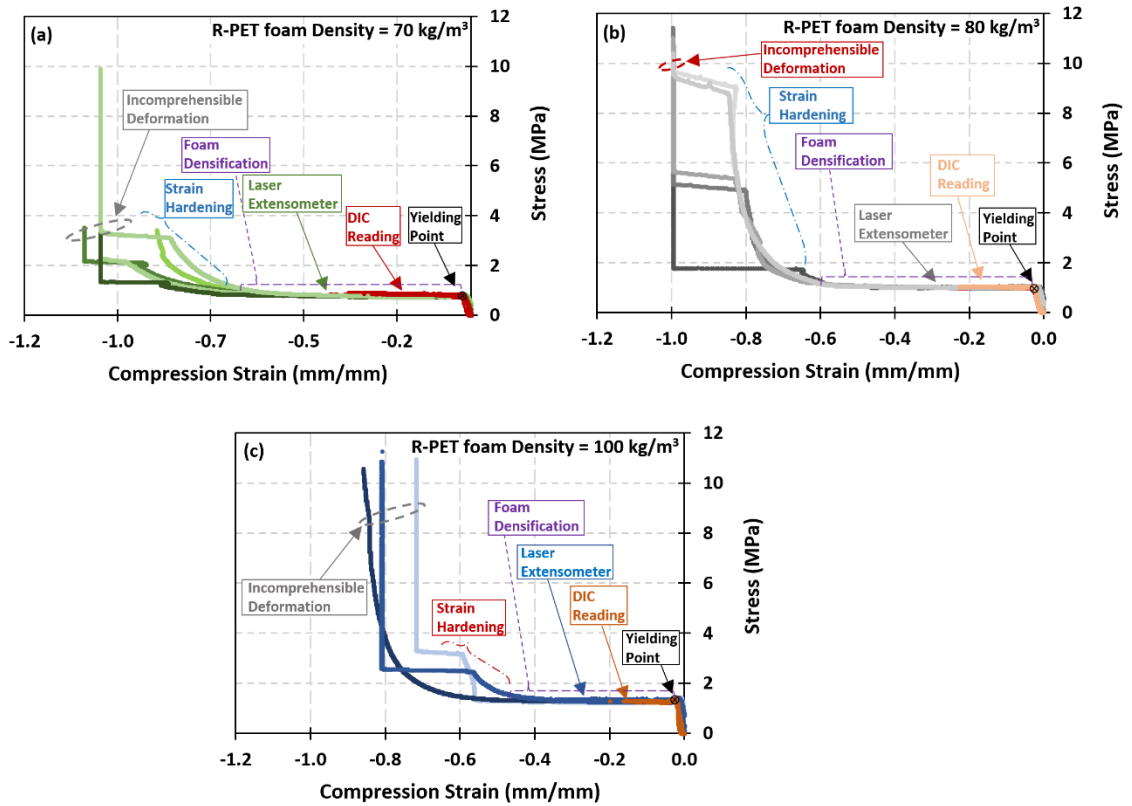 (a)
R-PET foam Density = 70 kg/m³
12
10
8
6
4
2
0
Incomprehensible
Deformation
Foam
Densification
Strain
Hardening
Laser
Extensometer
DIC
Reading
Yielding
Point
-1.2
-1.0
-0.7
-0.5
-0.2
Compression Strain (mm/mm)
Stress (MPa)
(b)
R-PET foam Density = 80 kg/m³
12
10
8
6
4
2
0
Incomprehensible
Deformation
Strain
Hardening
Foam
Densification
DIC
Reading
Laser
Extensometer
Yielding
Point
-1.2
-1.0
-0.8
-0.6
-0.4
-0.2
0.0
Compression Strain (mm/mm)
Stress (MPa)
(c)
R-PET foam Density = 100 kg/m³
12
10
8
6
4
2
0
Foam
Densification
Laser
Extensometer
Incomprehensible
Deformation
Strain
Hardening
DIC
Reading
Yielding
Point
-1.2
-1.0
-0.8
-0.6
-0.4
-0.2
0.0
Compression Strain (mm/mm)
Stress (MPa)